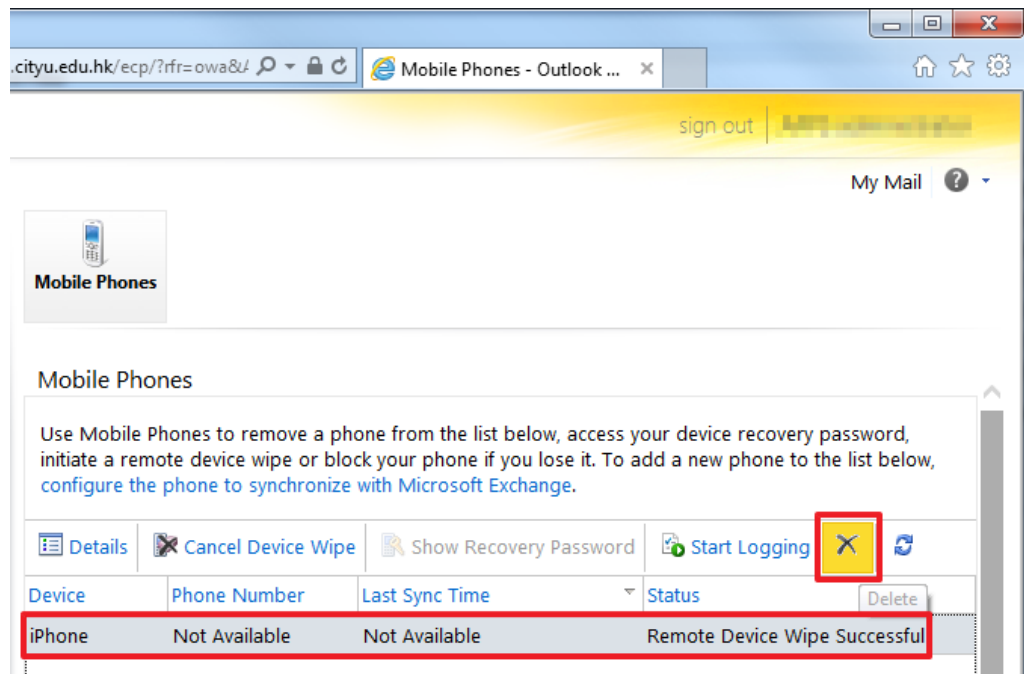 .cityu.edu.hk/ecp/?rfr=owa&
Mobile Phones - Outlook ...
sign out
My Mail
Mobile Phones
Mobile Phones
Use Mobile Phones to remove a phone from the list below, access your device recovery password,
initiate a remote device wipe or block your phone if you lose it. To add a new phone to the list below,
configure the phone to synchronize with Microsoft Exchange.
Details Cancel Device Wipe Show Recovery Password Start Logging
Device Phone Number Last Sync Time Status
Delete
iPhone Not Available Not Available Remote Device Wipe Successful